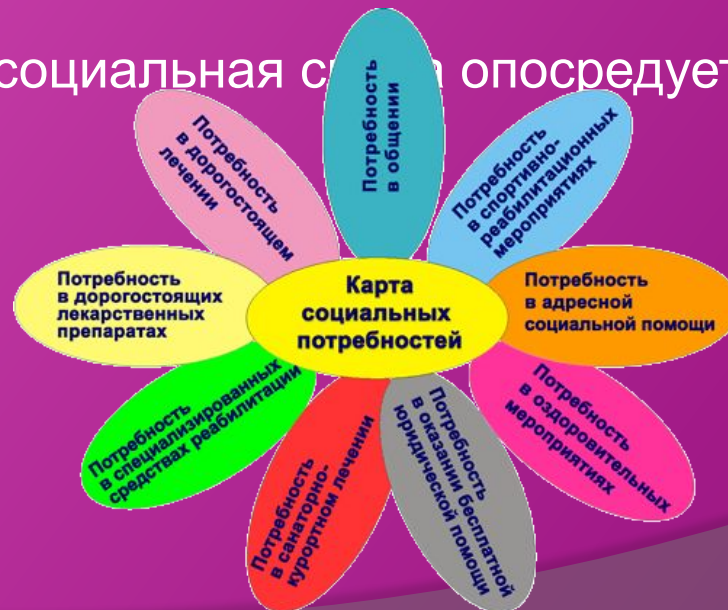 социальная с а опосредует
Потребность
в общении
Потребность
в спортивно-
реабилитационных
мероприятиях
Потребность
в адресной
социальной помощи
Потребность
в оздоровительных
мероприятиях
Потребность
в оказании бесплатной
юридической помощи
Потребность
в санаторно-
курортном лечении
Потребность
в специализированных
средствах реабилитации
Потребность
в дорогостоящих
лекарственных
препаратах
Потребность
в дорогостоящем
лечении
Карта
социальных
потребностей